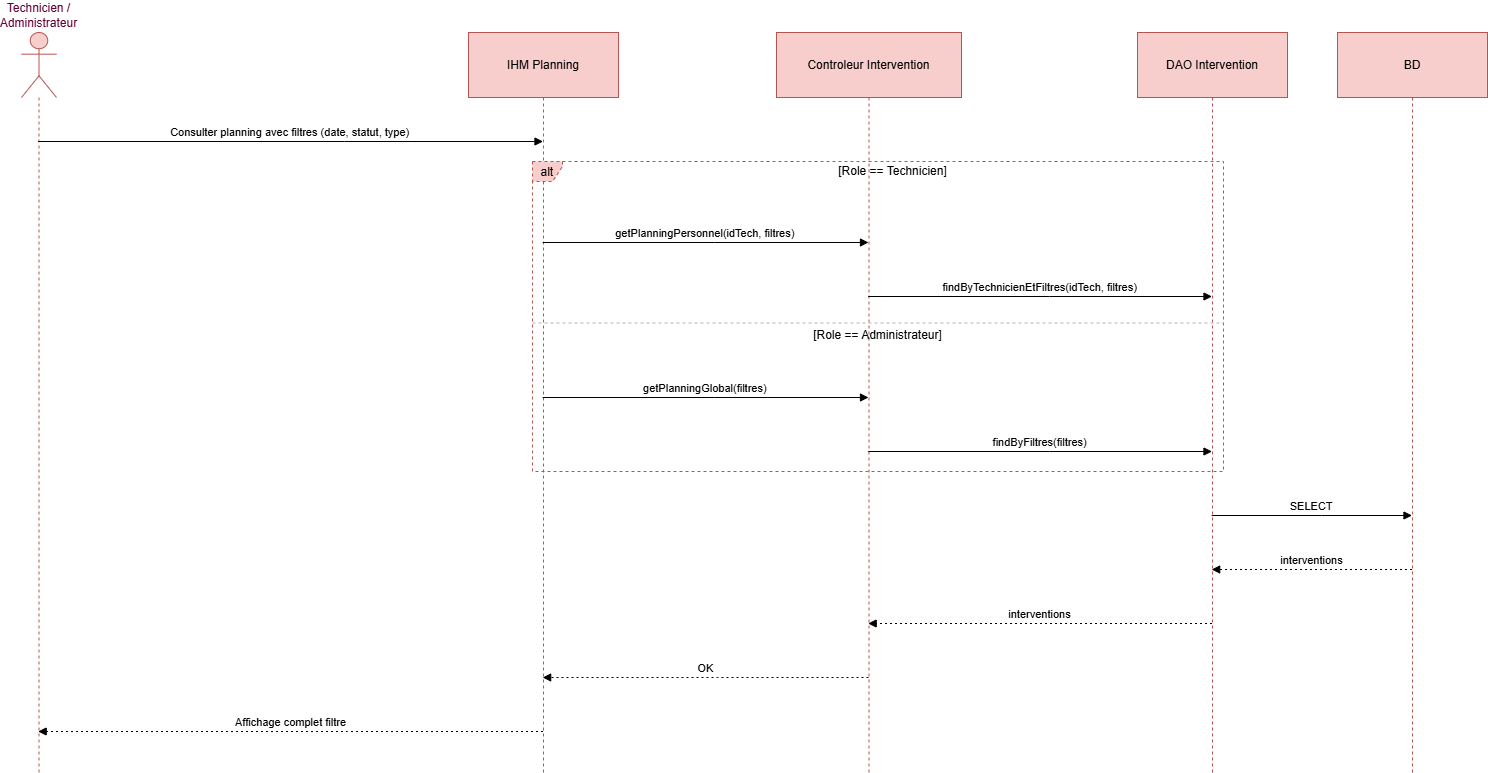 Technicien /
Administrateur
IHM Planning
Controleur Intervention
DAO Intervention
BD
Consulter planning avec filtres (date, statut, type)
alt
[Role == Technicien]
getPlanningPersonnel(idTech, filtres)
findByTechnicienEtFiltres(idTech, filtres)
[Role == Administrateur]
getPlanningGlobal(filtres)
findByFiltres(filtres)
SELECT
interventions
interventions
OK
Affichage complet filtre